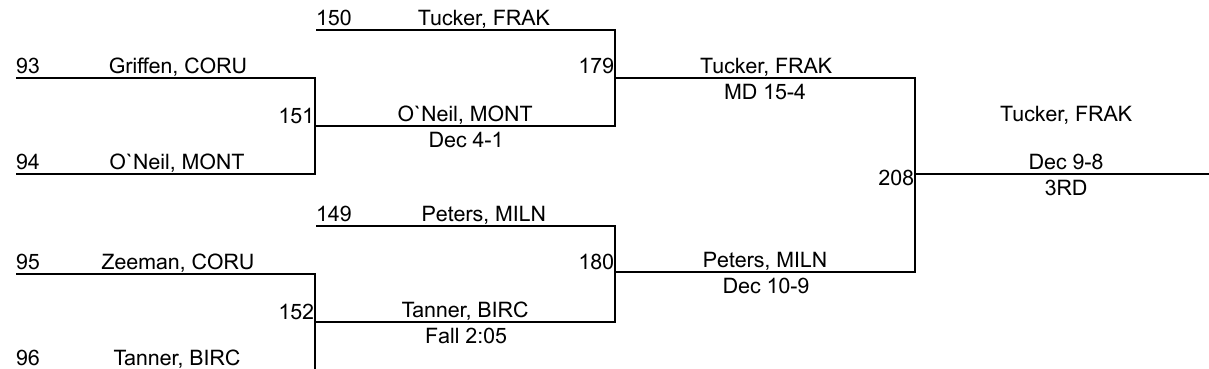 150 Tucker, FRAK
93 Griffen, CORU
179 Tucker, FRAK
MD 15-4
151 O`Neil, MONT
Dec 4-1
Tucker, FRAK
94 O`Neil, MONT
Dec 9-8
208 3RD
149 Peters, MILN
95 Zeeman, CORU
180 Peters, MILN
Dec 10-9
152 Tanner, BIRC
Fall 2:05
96 Tanner, BIRC